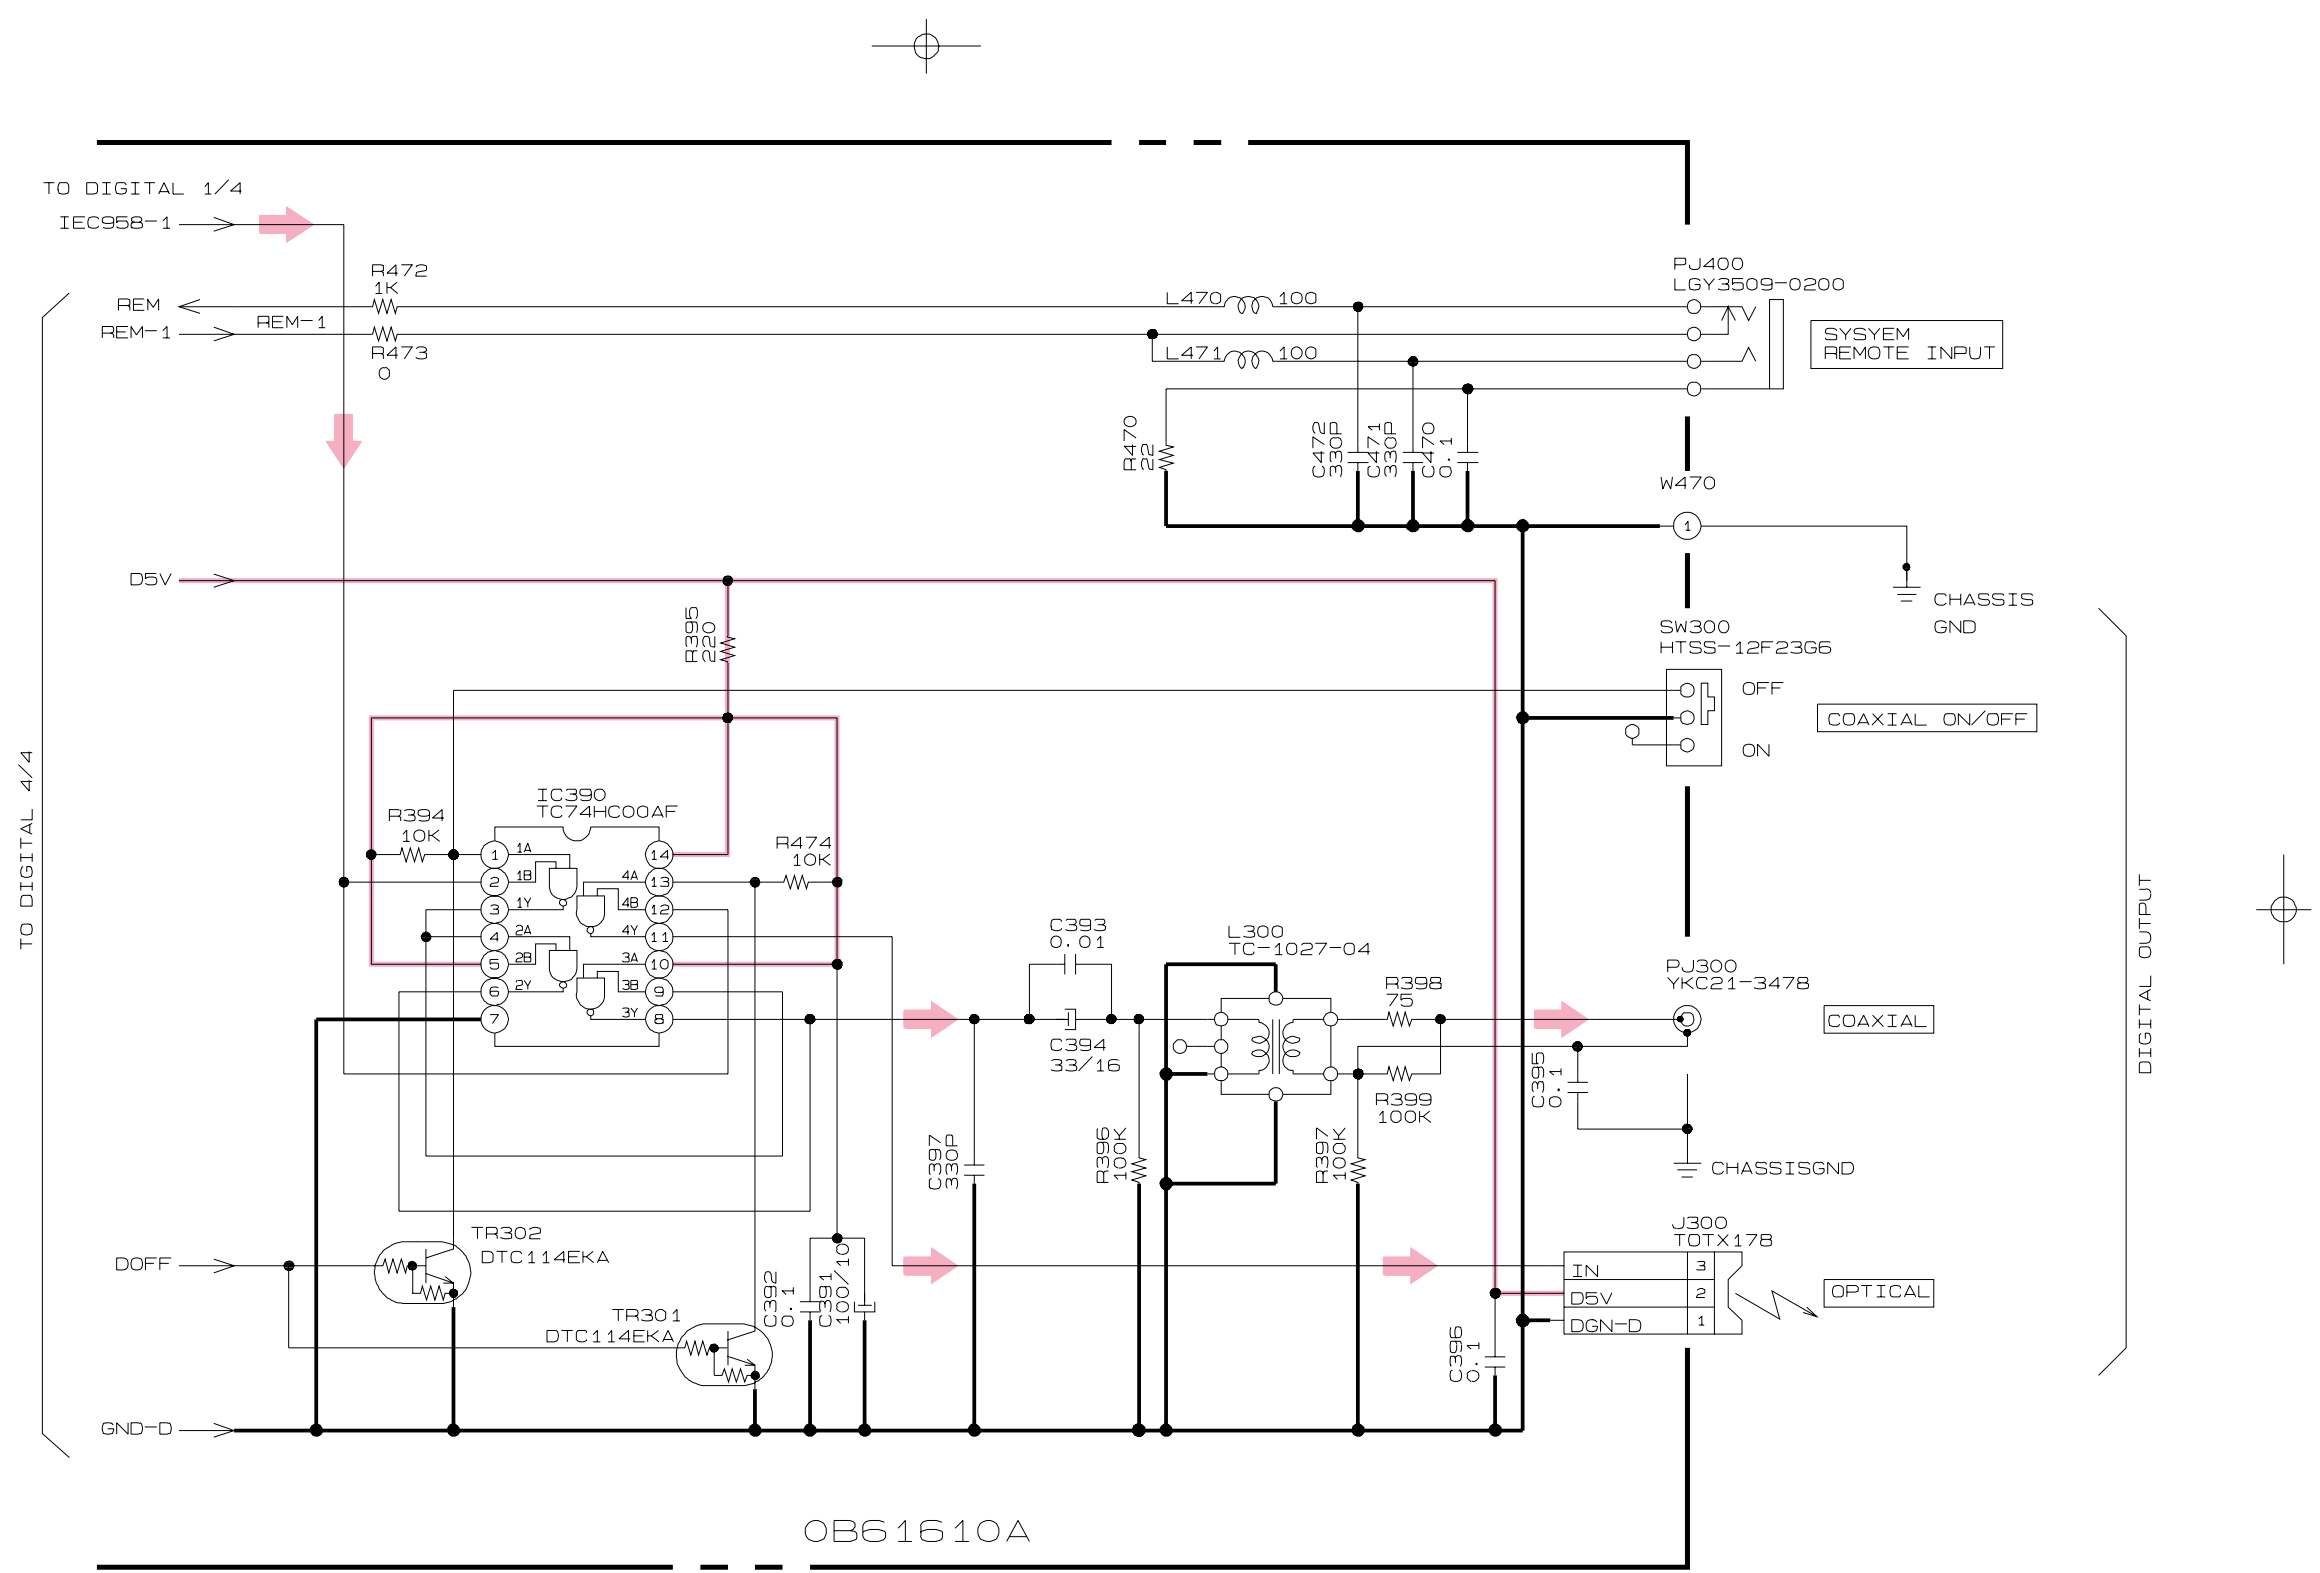 TO DIGITAL 1/4
IEC958-1
REM
REM-1
REM-1
R472
1K
R473
0
L470 100
L471 100
PJ400
LGY3509-0200
SYSYEM
REMOTE INPUT
R470
22
C472
330P
C471
330P
C470
0.1
W470
1
CHASSIS
GND
D5V
R395
220
SW300
HTSS-12F23G5
OFF
ON
COAXIAL ON/OFF
TO DIGITAL 4/4
IC390
TC74HC00AF
R394
10K
R474
10K
1 1A 14
2 1B 4A 13
3 1Y 4B 12
4 2A 4Y 11
5 2B 3A 10
6 2Y 3B 9
7 3Y 8
C393
0.01
C394
33/16
L300
TC-1027-04
R398
75
R399
100K
PJ300
YKC21-3478
COAXIAL
C395
0.1
CHASSISGND
C397
330P
R396
100K
R397
100K
DIGITAL OUTPUT
DOFF
TR302
DTC114EKA
TR301
DTC114EKA
C392
0.1
C391
100/10
J300
TOTX178
IN 3
D5V 2
DGN-D 1
OPTICAL
C396
0.1
GND-D
OB61610A